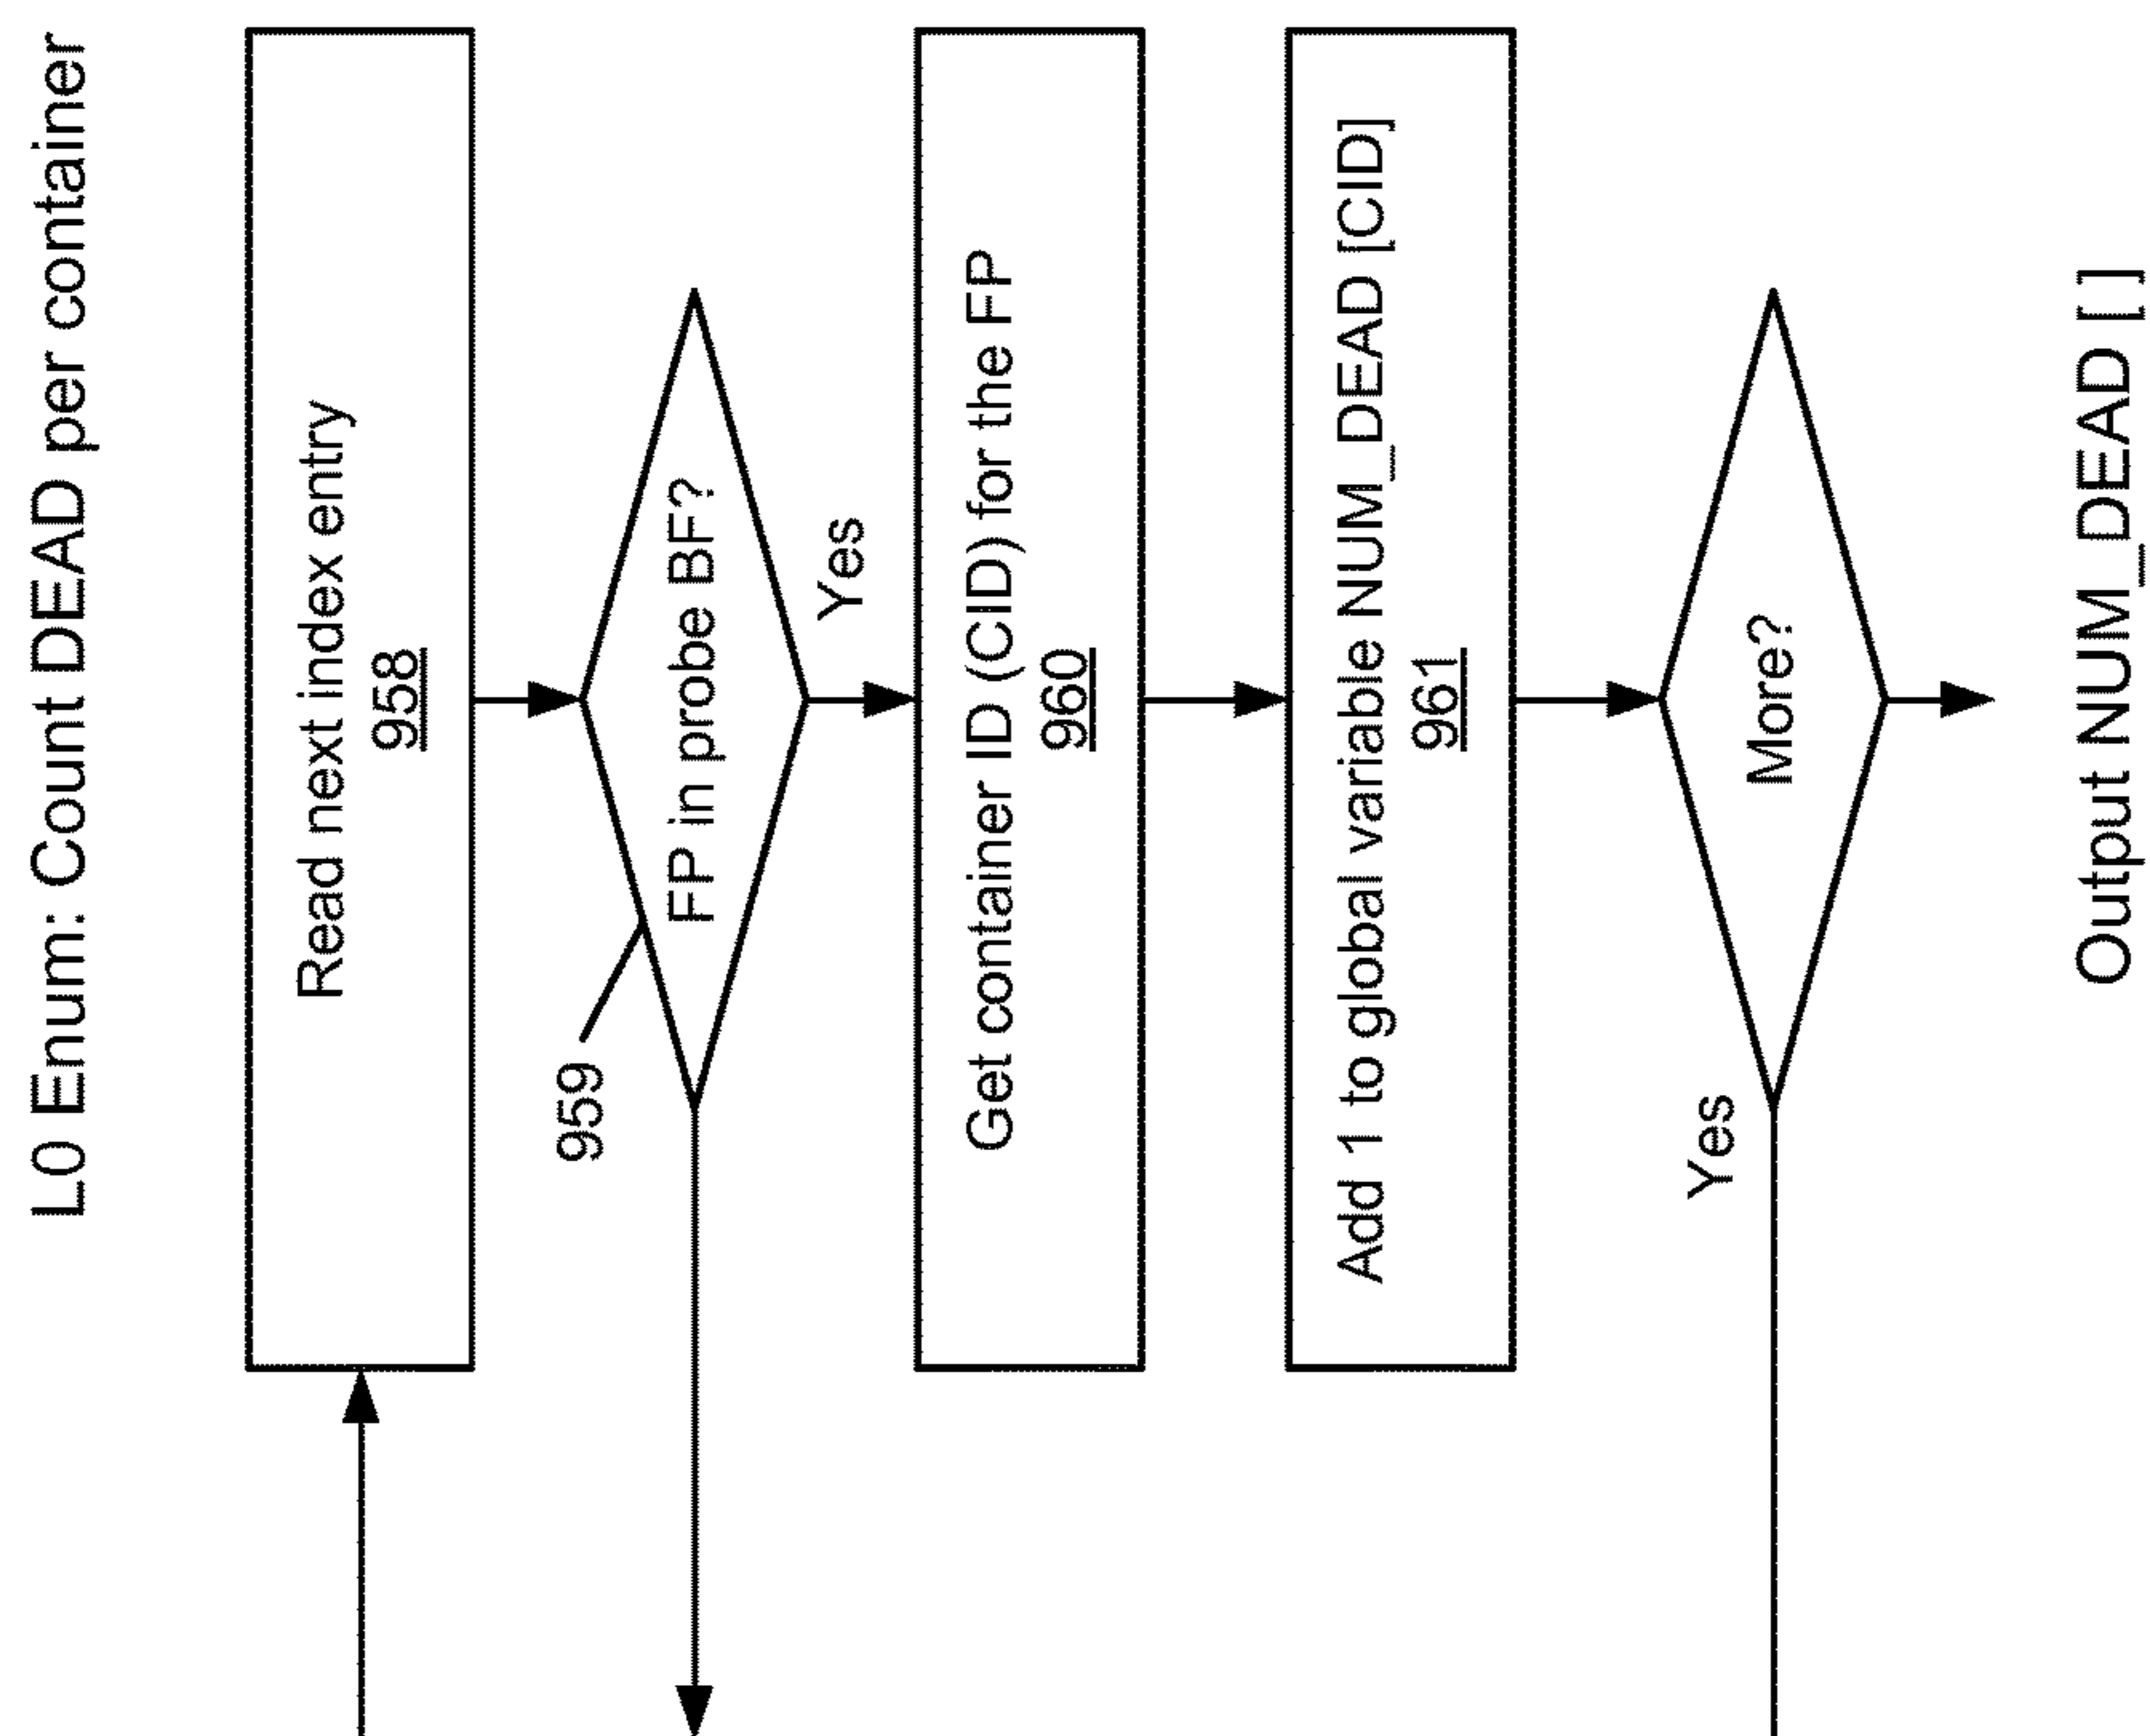 L0 Enum: Count DEAD per container
Read next index entry
958
959
FP in probe BF?
Yes
Get container ID (CID) for the FP
960
Add 1 to global variable NUM_DEAD [CID]
961
Yes
More?
Output NUM_DEAD [ ]